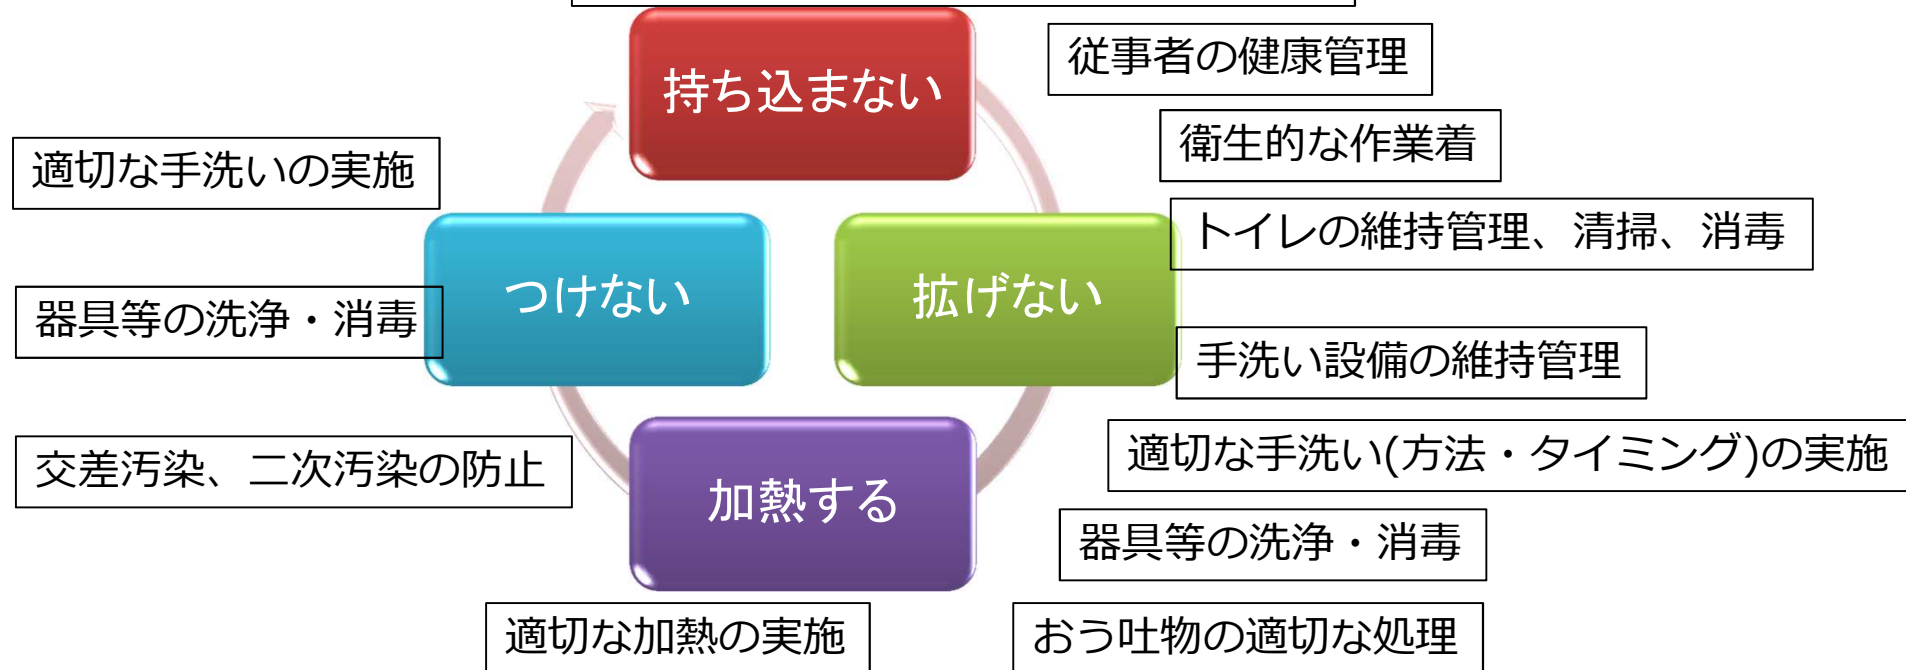 持ち込まない
従事者の健康管理
衛生的な作業着
適切な手洗いの実施
トイレの維持管理、清掃、消毒
つけない
拡げない
器具等の洗浄・消毒
手洗い設備の維持管理
適切な手洗い(方法・タイミング)の実施
交差汚染、二次汚染の防止
加熱する
器具等の洗浄・消毒
適切な加熱の実施
おう吐物の適切な処理